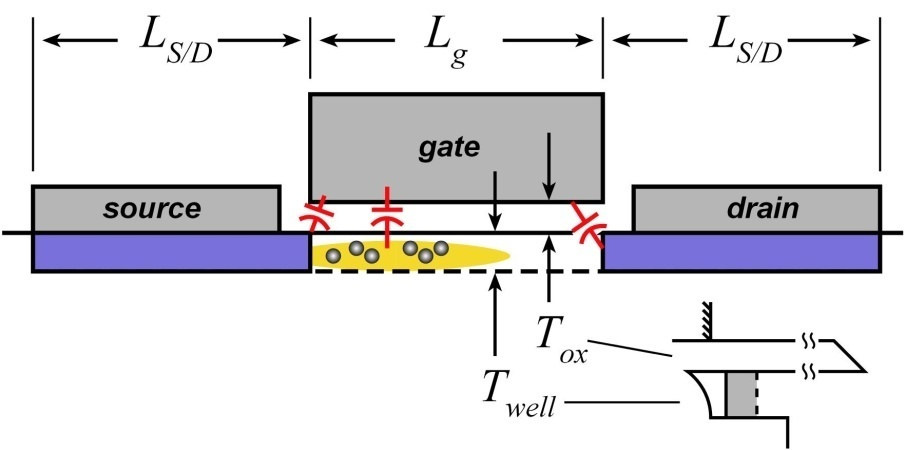 L_{S/D} L_g L_{S/D}
gate
source drain
T_{ox}
T_{well}